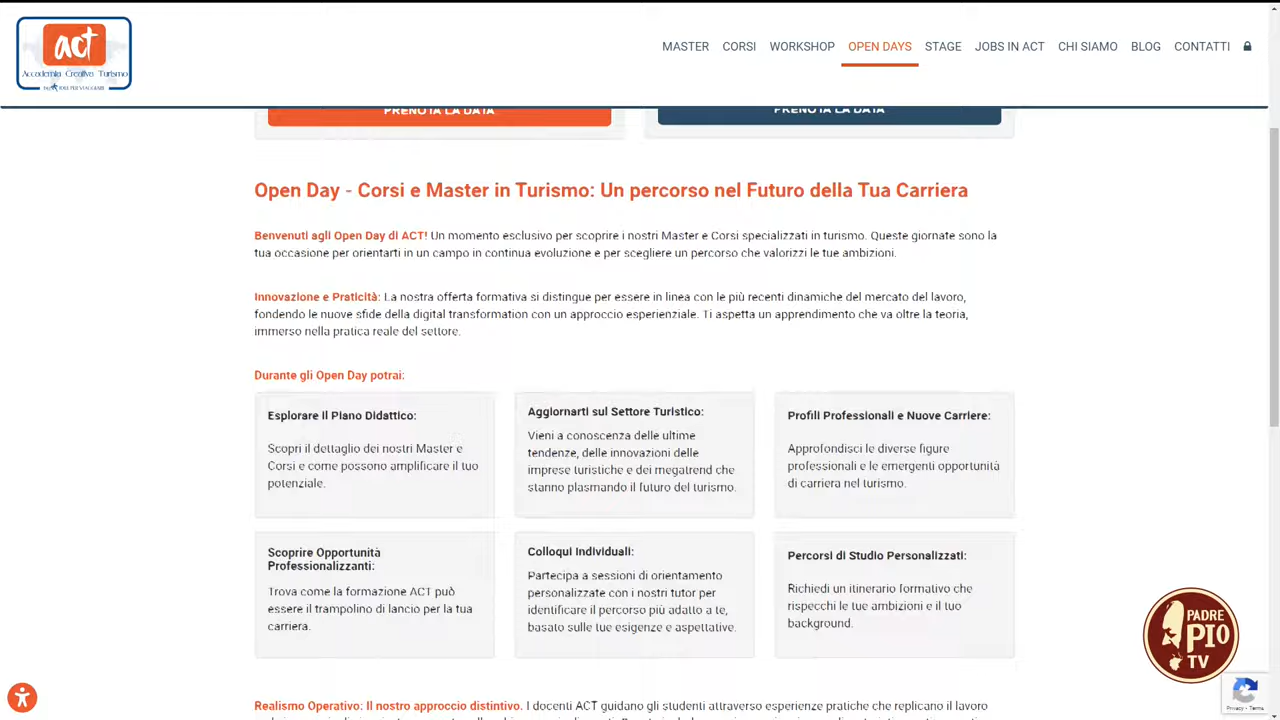 act
Accademia Creativa Turismo
MASTER CORSI WORKSHOP OPEN DAYS STAGE JOBS IN ACT CHI SIAMO BLOG CONTATTI
PRENOTA LA DATA
PRENOTA LA DATA
Open Day - Corsi e Master in Turismo: Un percorso nel Futuro della Tua Carriera
Benvenuti agli Open Day di ACT! Un momento esclusivo per scoprire i nostri Master e Corsi specializzati in turismo. Queste giornate sono la
tua occasione per orientarti in un campo in continua evoluzione e per scegliere un percorso che valorizzi le tue ambizioni.
Innovazione e Praticità: La nostra offerta formativa si distingue per essere in linea con le più recenti dinamiche del mercato del lavoro,
fondendo le nuove sfide della digital transformation con un approccio esperienziale. Ti aspetta un apprendimento che va oltre la teoria,
immerso nella pratica reale del settore.
Durante gli Open Day potrai:
Esplorare il Piano Didattico:
Scopri il dettaglio dei nostri Master e
Corsi e come possono amplificare il tuo
potenziale.
Aggiornarti sul Settore Turistico:
Vieni a conoscenza delle ultime
tendenze, delle innovazioni delle
imprese turistiche e dei megatrend che
stanno plasmando il futuro del turismo.
Profili Professionali e Nuove Carriere:
Approfondisci le diverse figure
professionali e le emergenti opportunità
di carriera nel turismo.
Scoprire Opportunità
Professionalizzanti:
Trova come la formazione ACT può
essere il trampolino di lancio per la tua
carriera.
Colloqui Individuali:
Partecipa a sessioni di orientamento
personalizzate con i nostri tutor per
identificare il percorso più adatto a te,
basato sulle tue esigenze e aspettative.
Percorsi di Studio Personalizzati:
Richiedi un itinerario formativo che
rispecchi le tue ambizioni e il tuo
background.
PADRE
PIO
TV
Privacy - Terms
Realismo Operativo: Il nostro approccio distintivo. I docenti ACT guidano gli studenti attraverso esperienze pratiche che replicano il lavoro